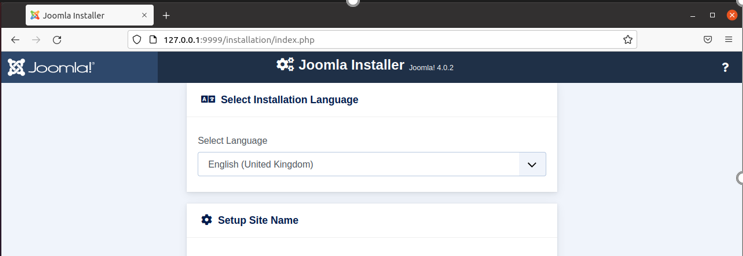 Joomla Installer
127.0.0.1:9999/installation/index.php
Joomla!® Joomla Installer Joomla! 4.0.2 ?
Select Installation Language
Select Language
English (United Kingdom)
Setup Site Name